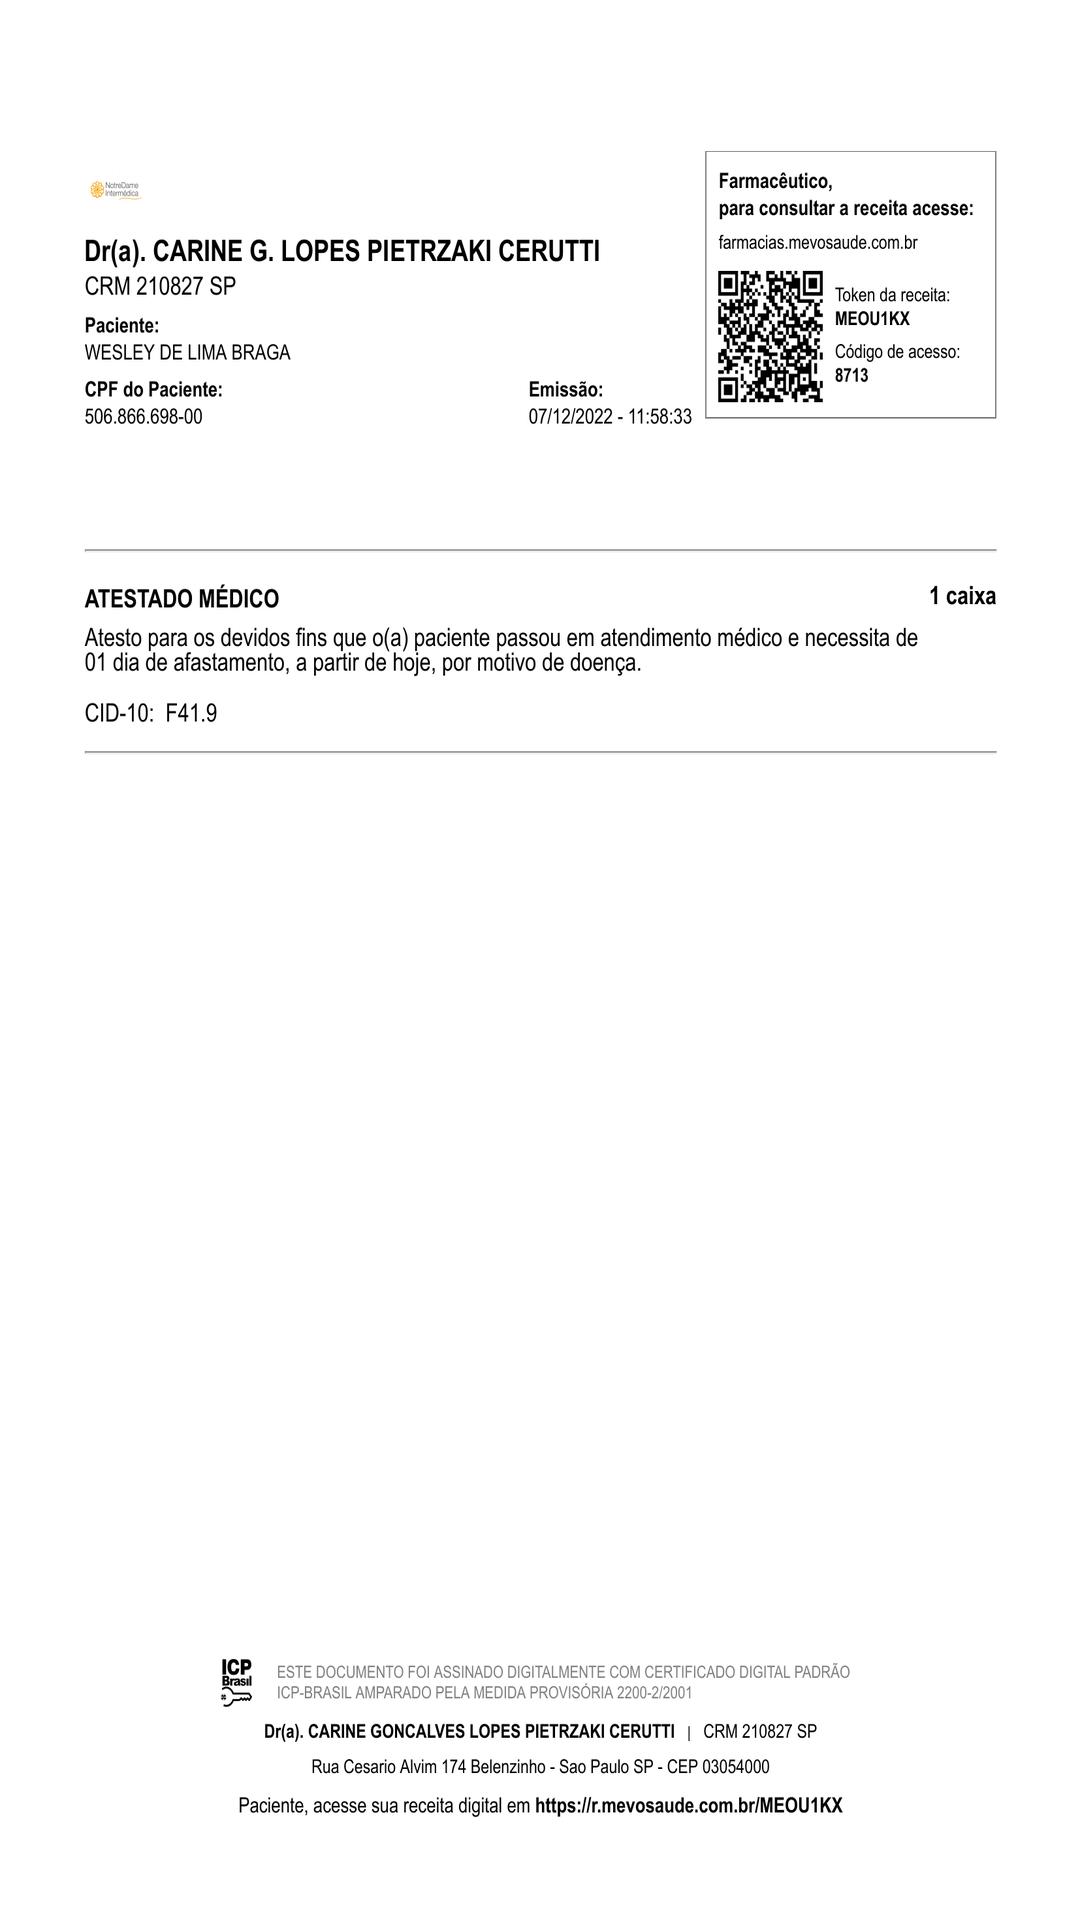 NotreDame
Intermédica
Dr(a). CARINE G. LOPES PIETRZAKI CERUTTI
CRM 210827 SP
Paciente:
WESLEY DE LIMA BRAGA
CPF do Paciente:
506.866.698-00
Emissão:
07/12/2022 - 11:58:33
Farmacêutico,
para consultar a receita acesse:
farmacias.mevosaude.com.br
Token da receita:
MEOU1KX
Código de acesso:
8713
ATESTADO MÉDICO
1 caixa
Atesto para os devidos fins que o(a) paciente passou em atendimento médico e necessita de
01 dia de afastamento, a partir de hoje, por motivo de doença.
CID-10:  F41.9
ICP
Brasil
ESTE DOCUMENTO FOI ASSINADO DIGITALMENTE COM CERTIFICADO DIGITAL PADRÃO
ICP-BRASIL AMPARADO PELA MEDIDA PROVISÓRIA 2200-2/2001
Dr(a). CARINE GONCALVES LOPES PIETRZAKI CERUTTI | CRM 210827 SP
Rua Cesario Alvim 174 Belenzinho - Sao Paulo SP - CEP 03054000
Paciente, acesse sua receita digital em https://r.mevosaude.com.br/MEOU1KX